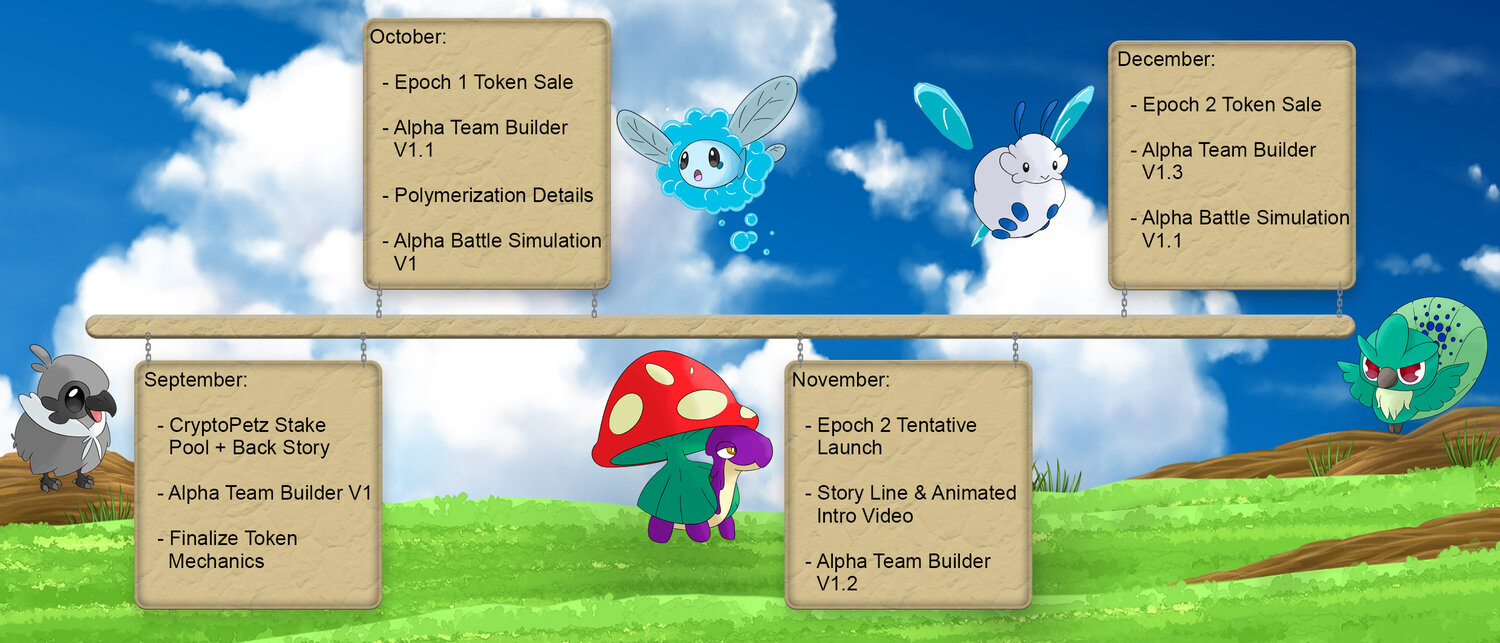 September:
- CryptoPetz Stake
Pool + Back Story
- Alpha Team Builder V1
- Finalize Token
Mechanics
October:
- Epoch 1 Token Sale
- Alpha Team Builder
V1.1
- Polymerization Details
- Alpha Battle Simulation
V1
November:
- Epoch 2 Tentative
Launch
- Story Line & Animated
Intro Video
- Alpha Team Builder
V1.2
December:
- Epoch 2 Token Sale
- Alpha Team Builder
V1.3
- Alpha Battle Simulation
V1.1